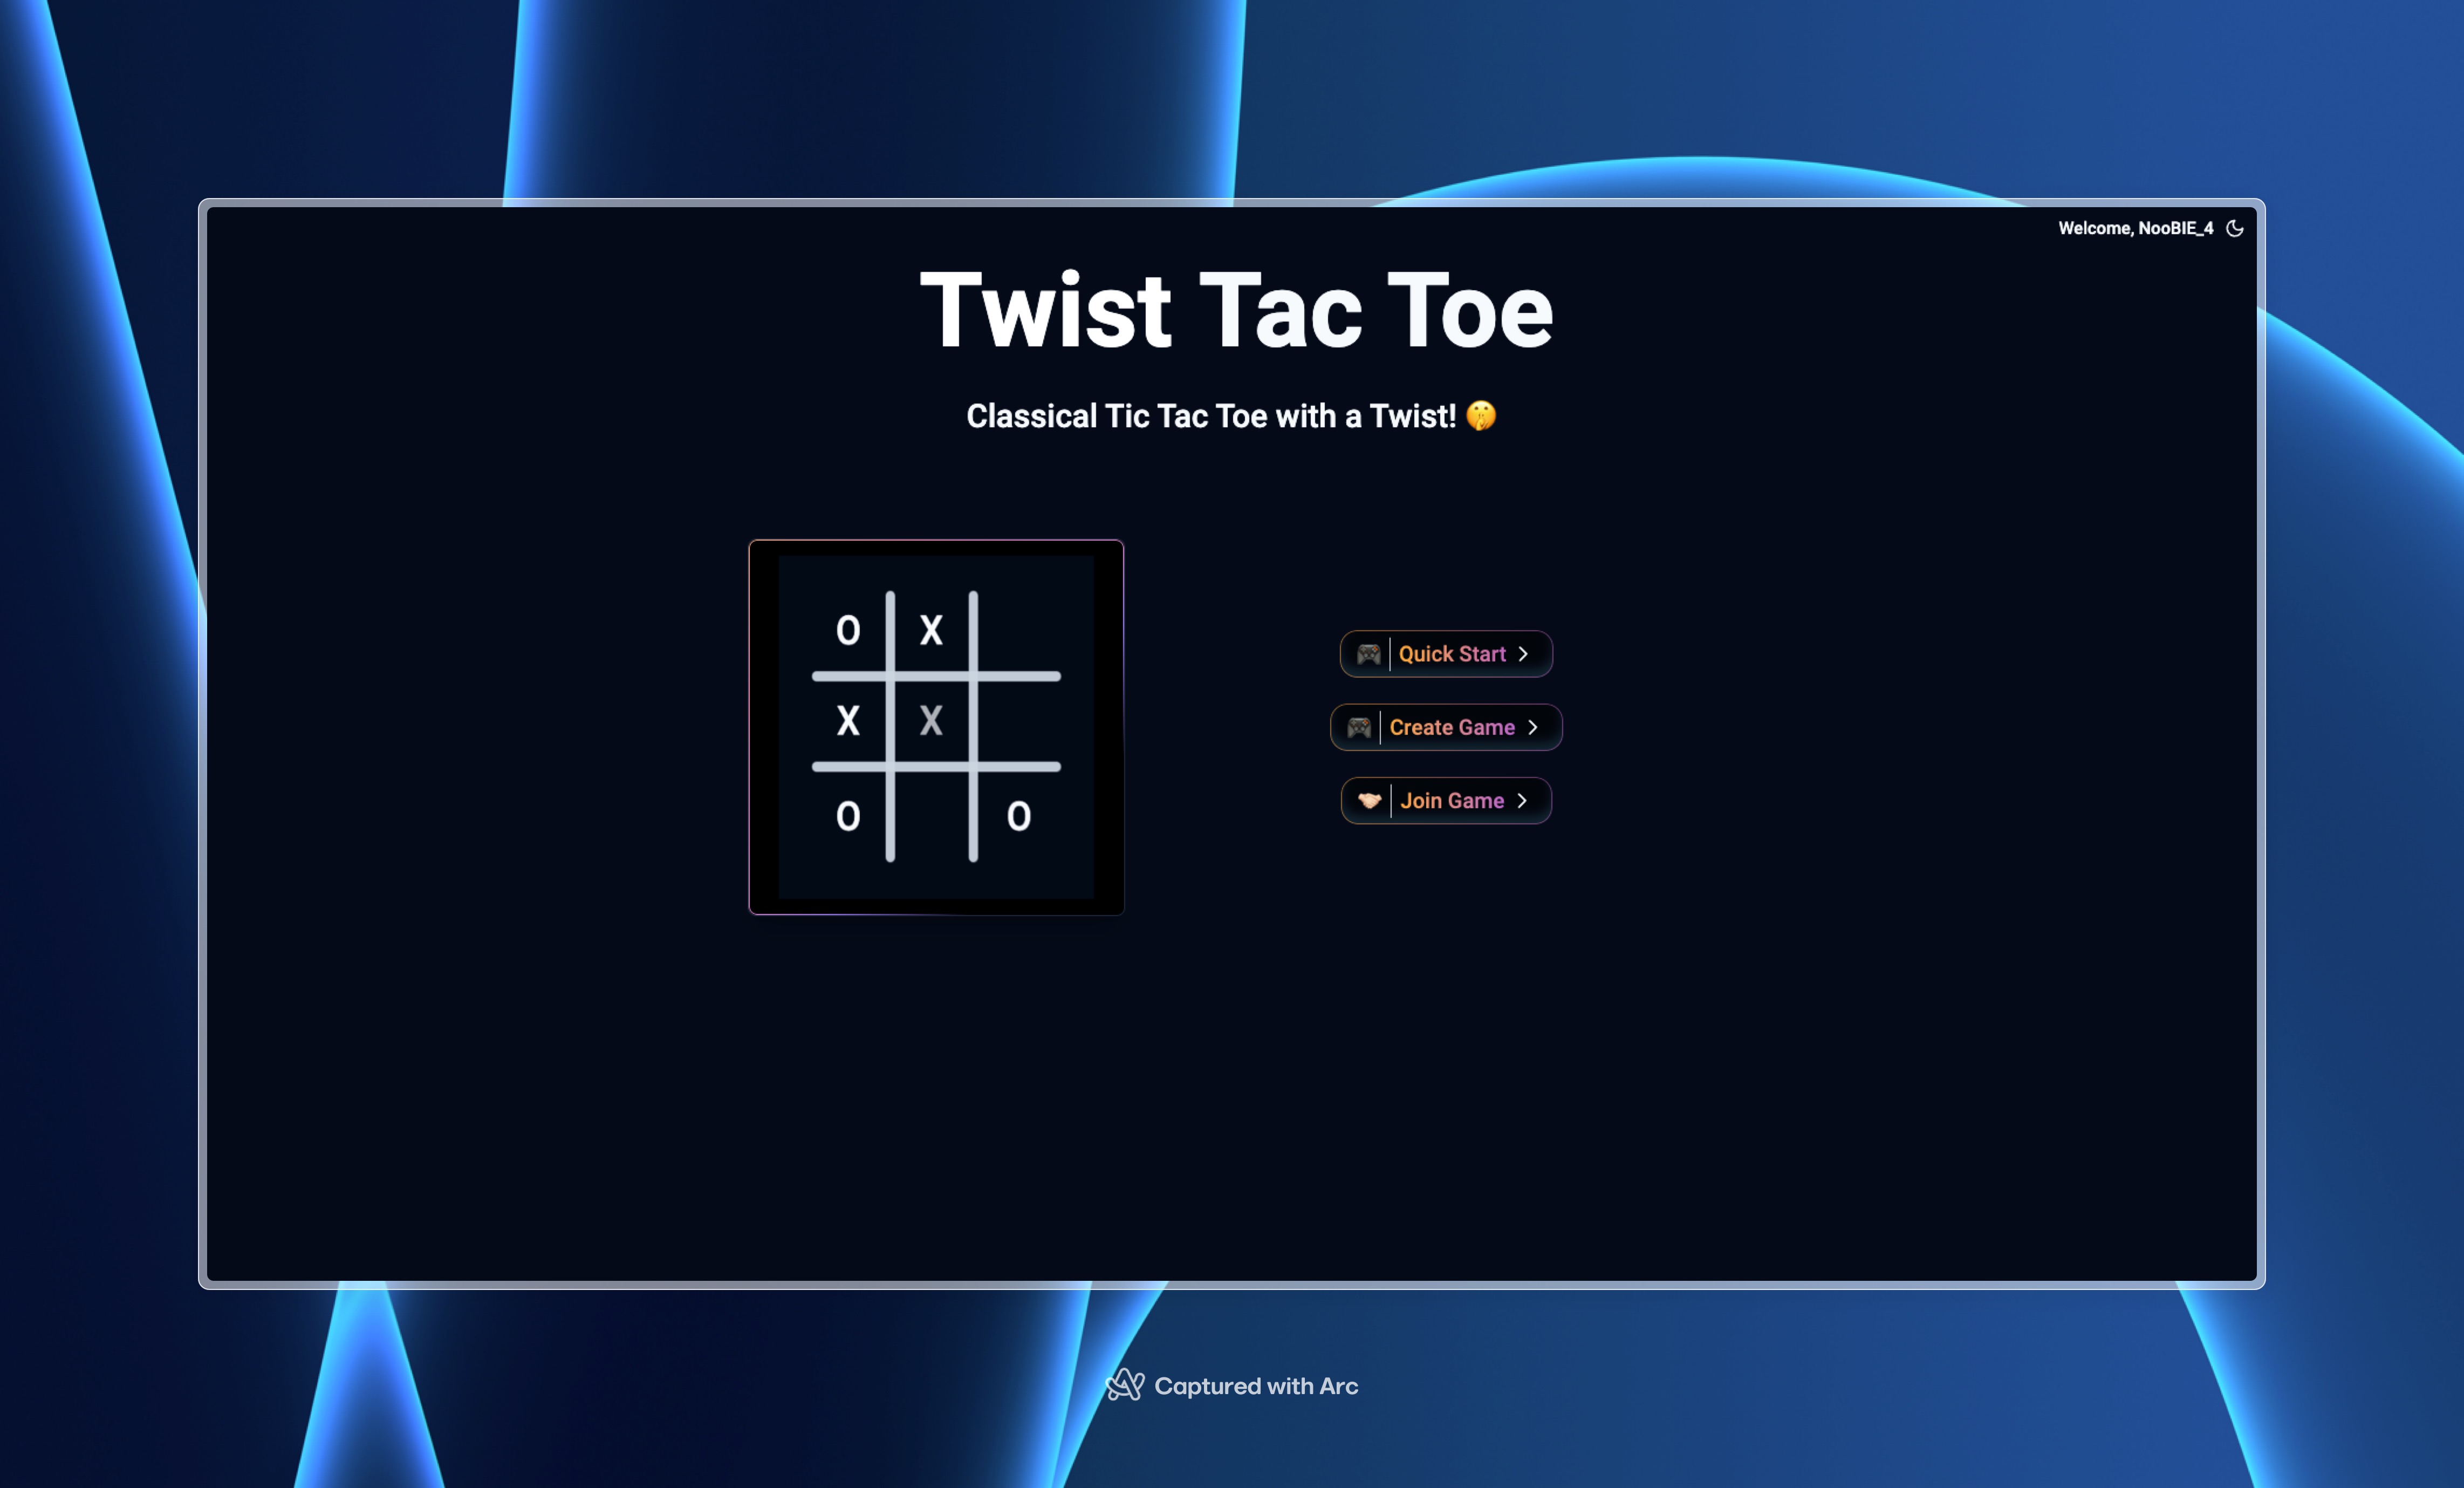 Welcome, NooBIE_4
Twist Tac Toe
Classical Tic Tac Toe with a Twist! 🤫
O X
X X
O O
Quick Start
Create Game
Join Game
Captured with Arc